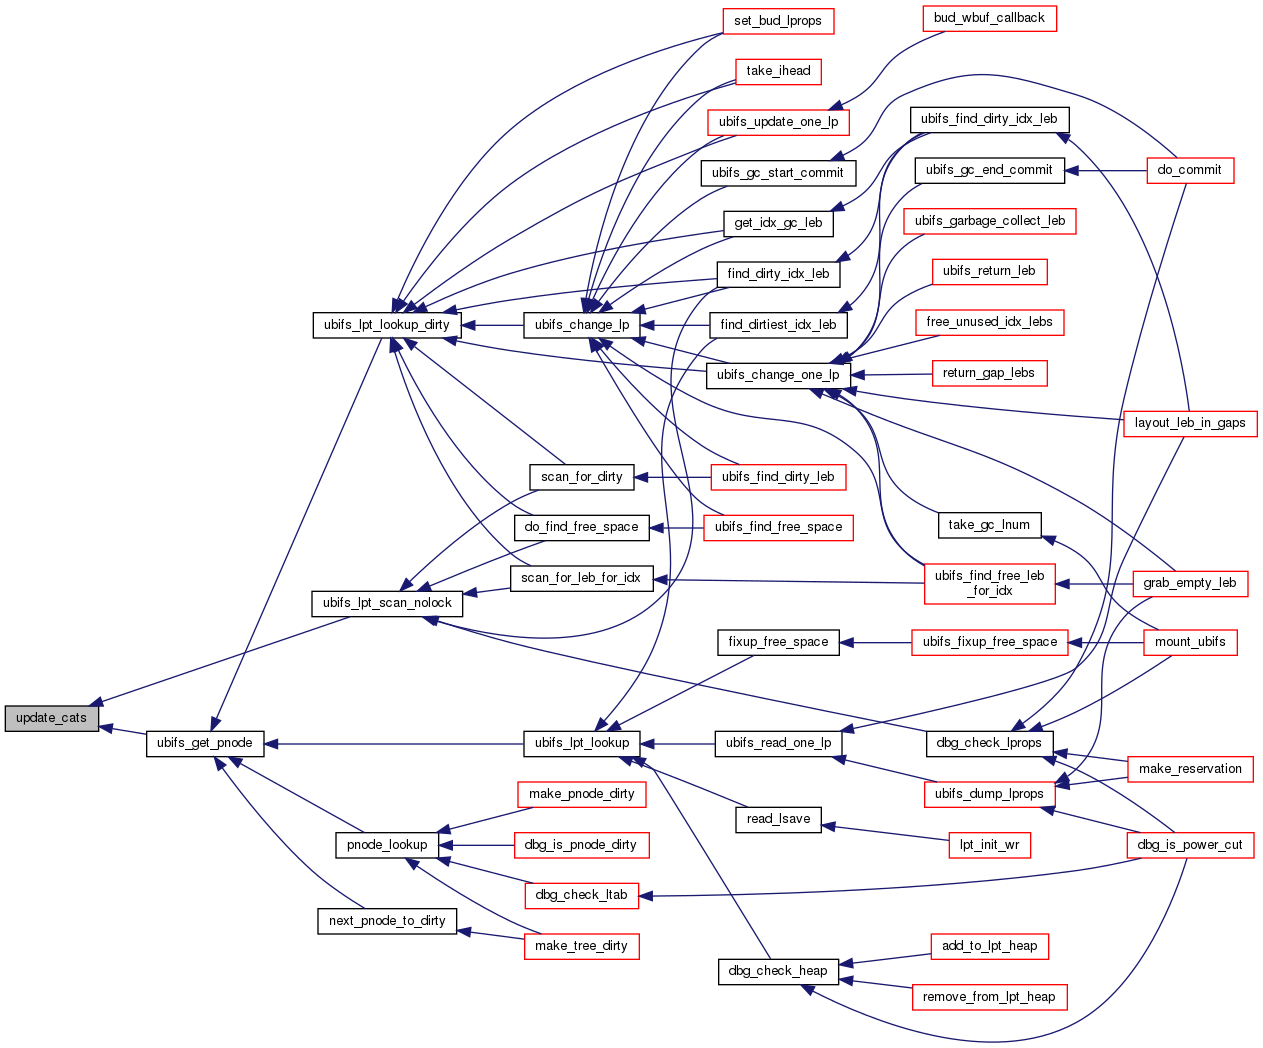 set_bud_lprops
bud_wbuf_callback
take_ihead
ubifs_update_one_lp
ubifs_find_dirty_idx_leb
ubifs_gc_start_commit
ubifs_gc_end_commit
do_commit
get_idx_gc_leb
ubifs_garbage_collect_leb
find_dirty_idx_leb
ubifs_return_leb
ubifs_lpt_lookup_dirty
ubifs_change_lp
find_dirtiest_idx_leb
free_unused_idx_lebs
ubifs_change_one_lp
return_gap_lebs
layout_leb_in_gaps
scan_for_dirty
ubifs_find_dirty_leb
do_find_free_space
ubifs_find_free_space
take_gc_lnum
scan_for_leb_for_idx
ubifs_find_free_leb
_for_idx
grab_empty_leb
ubifs_lpt_scan_nolock
fixup_free_space
ubifs_fixup_free_space
mount_ubifs
update_cats
ubifs_get_pnode
ubifs_lpt_lookup
ubifs_read_one_lp
dbg_check_lprops
make_reservation
make_pnode_dirty
ubifs_dump_lprops
read_lsave
pnode_lookup
dbg_is_pnode_dirty
lpt_init_wr
dbg_is_power_cut
dbg_check_ltab
next_pnode_to_dirty
make_tree_dirty
add_to_lpt_heap
dbg_check_heap
remove_from_lpt_heap